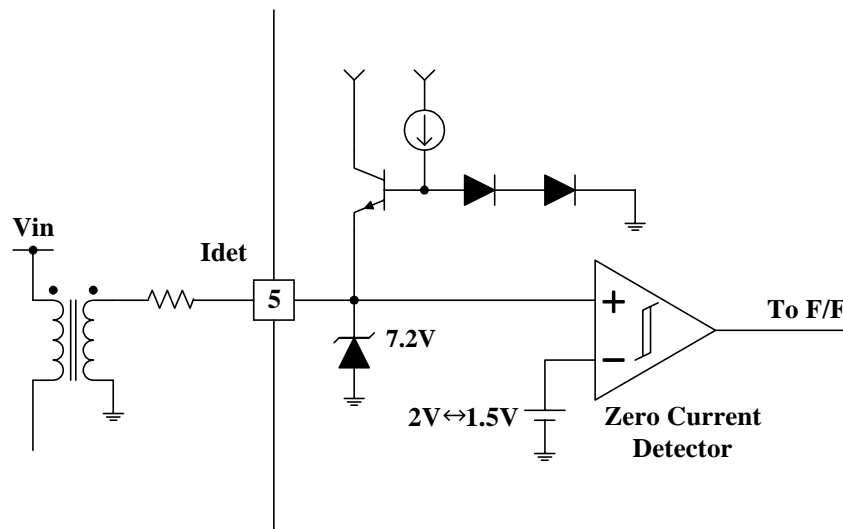 Vin
Idet
5
7.2V
2V↔1.5V
+
−
To F/F
Zero Current
Detector